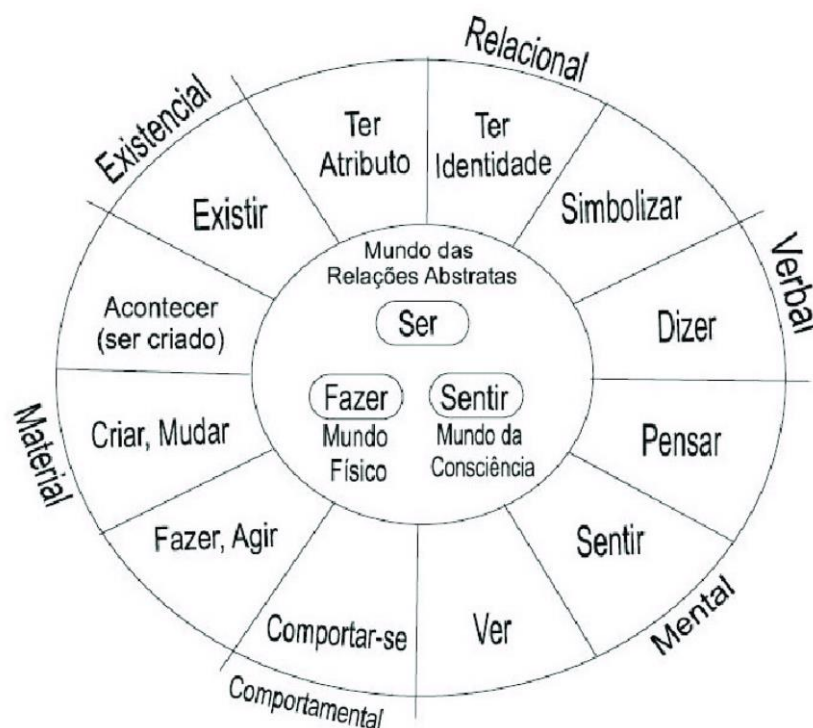 Relacional
Existencial
Ter
Atributo
Ter
Identidade
Existir
Simbolizar
Verbal
Mundo das
Relações Abstratas
Ser
Acontecer
(ser criado)
Dizer
Fazer
Mundo
Físico
Sentir
Mundo da
Consciência
Material
Criar, Mudar
Pensar
Fazer, Agir
Sentir
Mental
Comportar-se
Ver
Comportamental